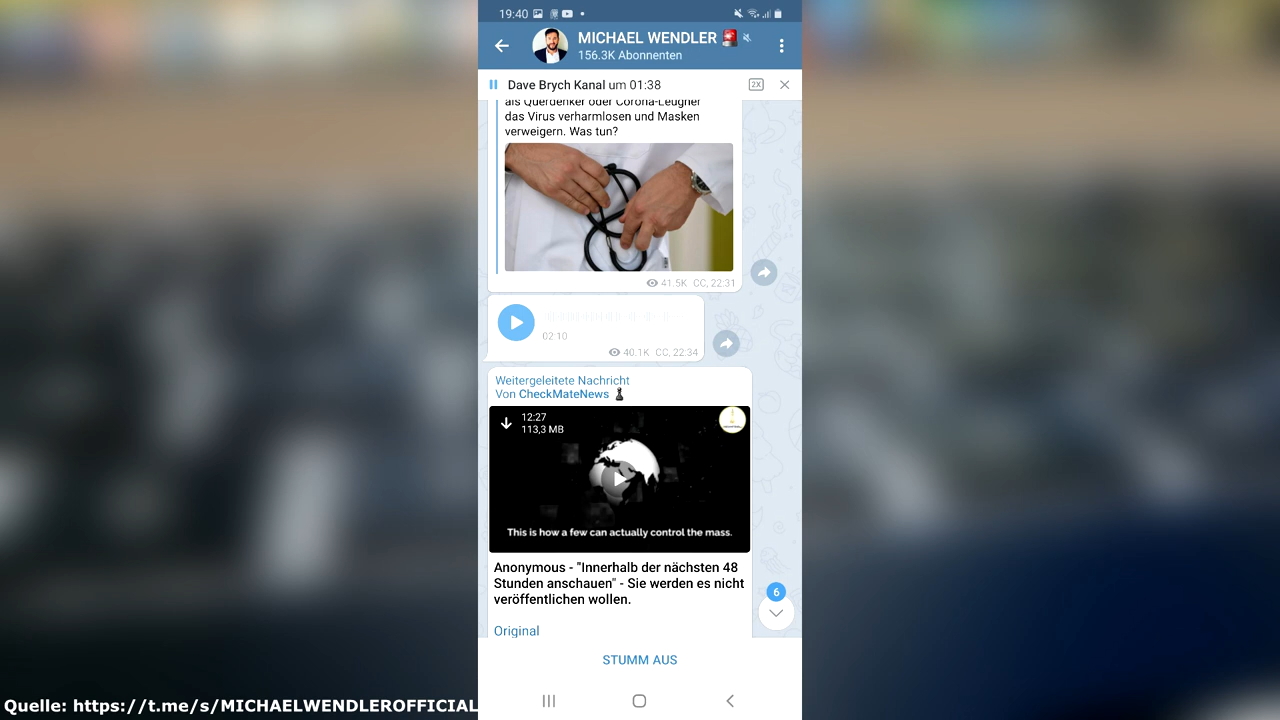 19:40
MICHAEL WENDLER
156.3K Abonnenten
Dave Brych Kanal um 01:38
2X
als Querdenker oder Corona-Leugner
das Virus verharmlosen und Masken
verweigern. Was tun?
41.5K CC, 22:31
02:10
40.1K CC, 22:34
Weitergeleitete Nachricht
Von CheckMateNews
12:27
113,3 MB
This is how a few can actually control the mass.
Anonymous - "Innerhalb der nächsten 48
Stunden anschauen" - Sie werden es nicht
veröffentlichen wollen.
6
Original
STUMM AUS
Quelle: https://t.me/s/MICHAELWENDLEROFFICIAL